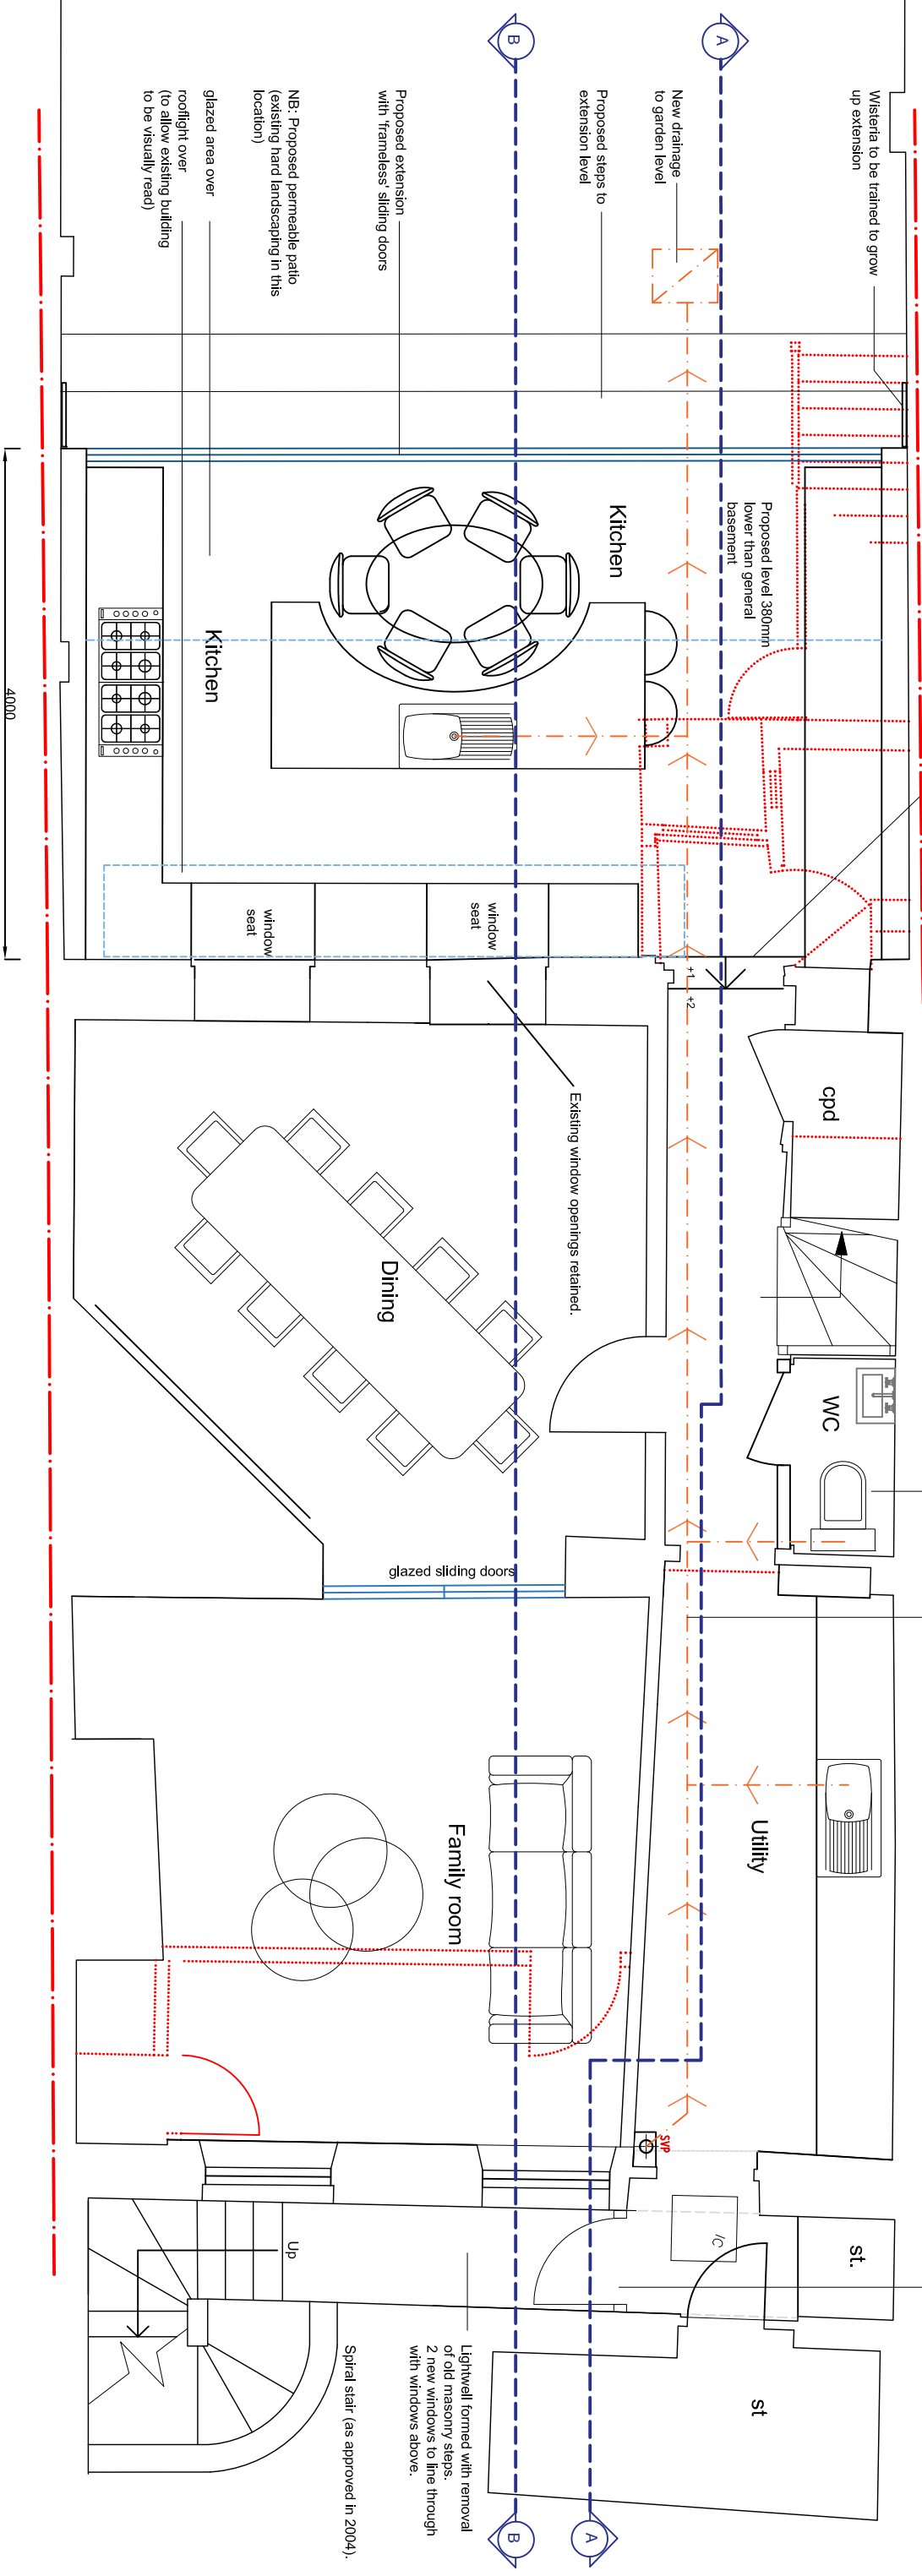 B
A
Wisteria to be trained to grow
up extension
New drainage
to garden level
Proposed steps to
extension level
Proposed extension
with 'frameless' sliding doors
NB: Proposed permeable patio
(existing hard landscaping in this
location)
glazed area over
rooflight over
(to allow existing building
to be visually read)
Proposed level 380mm
lower than general
basement
Kitchen
Kitchen
4000
window
seat
window
seat
+1
+2
Existing window openings retained.
cpd
Dining
WC
glazed sliding doors
Utility
Family room
SVP
st.
/C
Up
st
Lightwell formed with removal
of old masonry steps.
2 new windows to line through
with windows above.
Spiral stair (as approved in 2004).
B
A